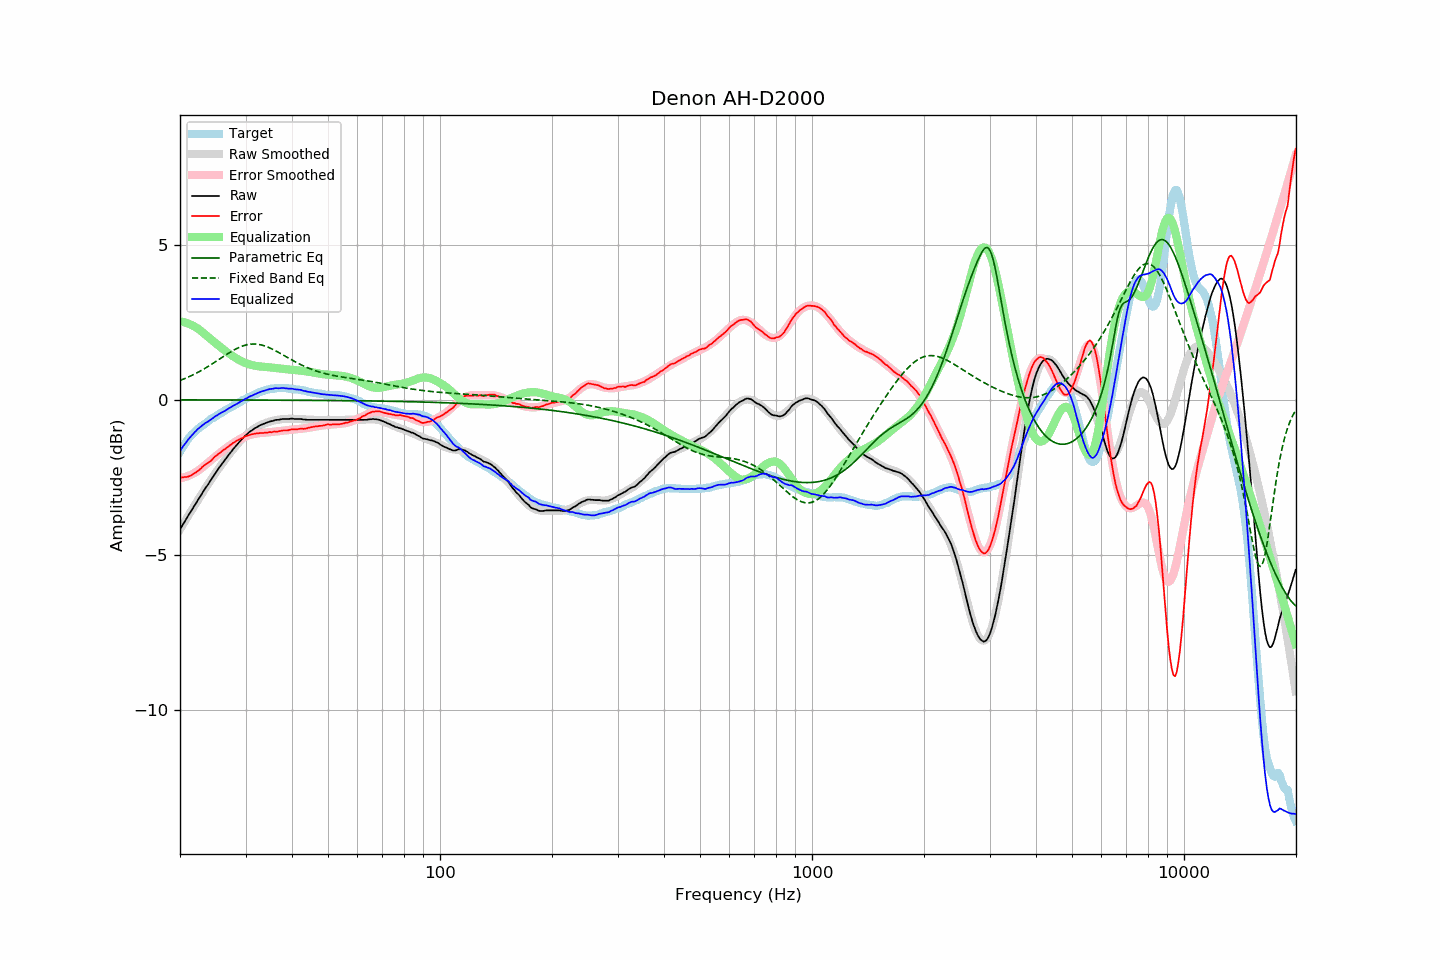 Denon AH-D2000
Target
Raw Smoothed
Error Smoothed
Raw
Error
Equalization
Parametric Eq
Fixed Band Eq
Equalized
5
0
−5
−10
Amplitude (dBr)
100
1000
10000
Frequency (Hz)